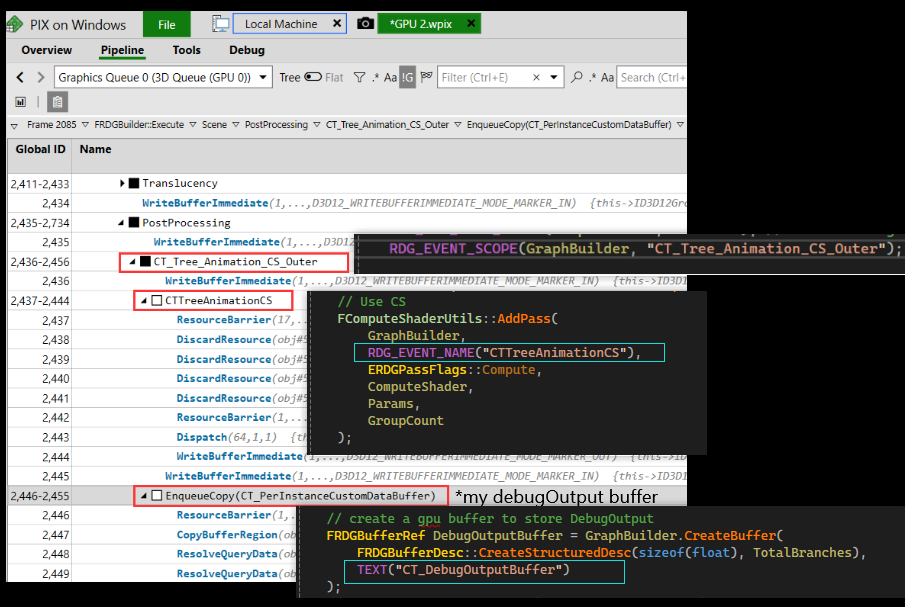 PIX on Windows
File
Local Machine
*GPU 2.wpix
Overview Pipeline Tools Debug
Graphics Queue 0 (3D Queue (GPU 0)) Tree Flat .* Aa !G Filter (Ctrl+E) .* Aa Search (Ctrl+
Frame 2085 FRDGBuilder::Execute Scene PostProcessing CT_Tree_Animation_CS_Outer EnqueueCopy(CT_PerInstanceCustomDataBuffer)
Global ID Name
2,411-2,433 Translucency
2,434 WriteBufferImmediate(1,...,D3D12_WRITEBUFFERIMMEDIATE_MODE_MARKER_IN) {this->ID3D12Gr
2,435-2,734 PostProcessing
2,435 WriteBufferImmediate(1,...,D3D12
RDG_EVENT_SCOPE(GraphBuilder, "CT_Tree_Animation_CS_Outer");
2,436-2,456 CT_Tree_Animation_CS_Outer
2,436 WriteBufferImmediate(1,...,D3D12_WRITEBUFFERIMMEDIATE_MODE_MARKER_IN) {this->ID3D1
2,437-2,444 CTTreeAnimationCS
2,437 ResourceBarrier(17,
2,438 DiscardResource(obj#5
2,439 DiscardResource(obj#5
2,440 DiscardResource(obj#5
2,441 DiscardResource(obj#5
2,442 ResourceBarrier(1,...
2,443 Dispatch(64,1,1) {th
2,444 WriteBufferImmediate(1,...,D3D12_WRITEBUFFERIMMEDIATE_MODE_MARKER_OUT) {this->ID
2,445 WriteBufferImmediate(1,...,D3D12_WRITEBUFFERIMMEDIATE_MODE_MARKER_IN) {this->ID3D1
// Use CS
FComputeShaderUtils::AddPass(
GraphBuilder,
RDG_EVENT_NAME("CTTreeAnimationCS"),
ERDGPassFlags::Compute,
ComputeShader,
Params,
GroupCount
);
2,446-2,455 EnqueueCopy(CT_PerInstanceCustomDataBuffer) *my debugOutput buffer
2,446 ResourceBarrier(1,.
2,447 CopyBufferRegion(ob
2,448 ResolveQueryData(ob
2,449 ResolveQueryData(ob
// create a gpu buffer to store DebugOutput
FRDGBufferRef DebugOutputBuffer = GraphBuilder.CreateBuffer(
FRDGBufferDesc::CreateStructuredDesc(sizeof(float), TotalBranches),
TEXT("CT_DebugOutputBuffer")
);